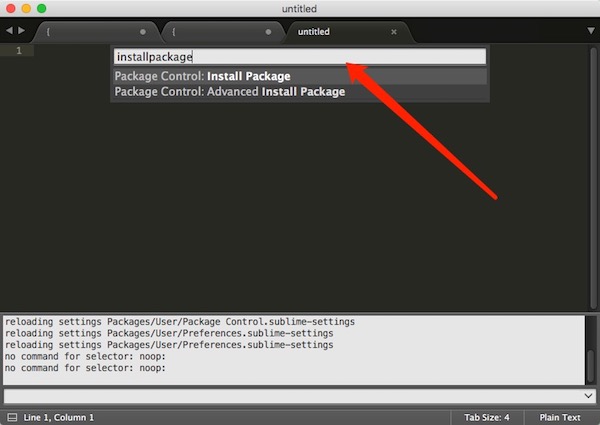 untitled
{
{
untitled
1
installpackage
Package Control: Install Package
Package Control: Advanced Install Package
reloading settings Packages/User/Package Control.sublime-settings
reloading settings Packages/User/Preferences.sublime-settings
reloading settings Packages/User/Preferences.sublime-settings
no command for selector: noop:
no command for selector: noop:
Line 1, Column 1
Tab Size: 4
Plain Text